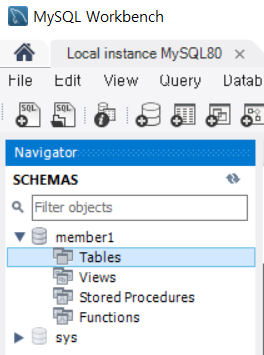 MySQL Workbench
Local instance MySQL80 ×
File Edit View Query Datab
SQL SQL
Navigator
SCHEMAS
Filter objects
member1
Tables
Views
Stored Procedures
Functions
sys